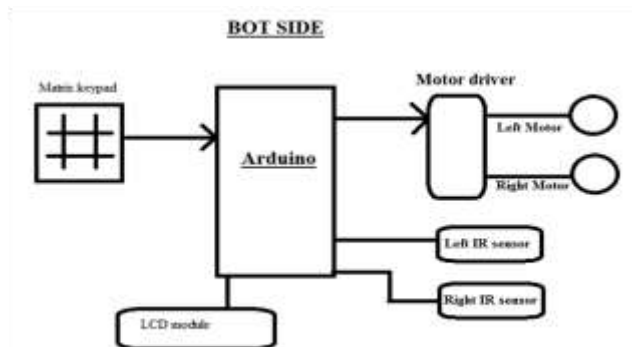 BOT SIDE
Matrix keypad
Motor driver
Arduino
Left Motor
Right Motor
Left IR sensor
Right IR sensor
LCD module